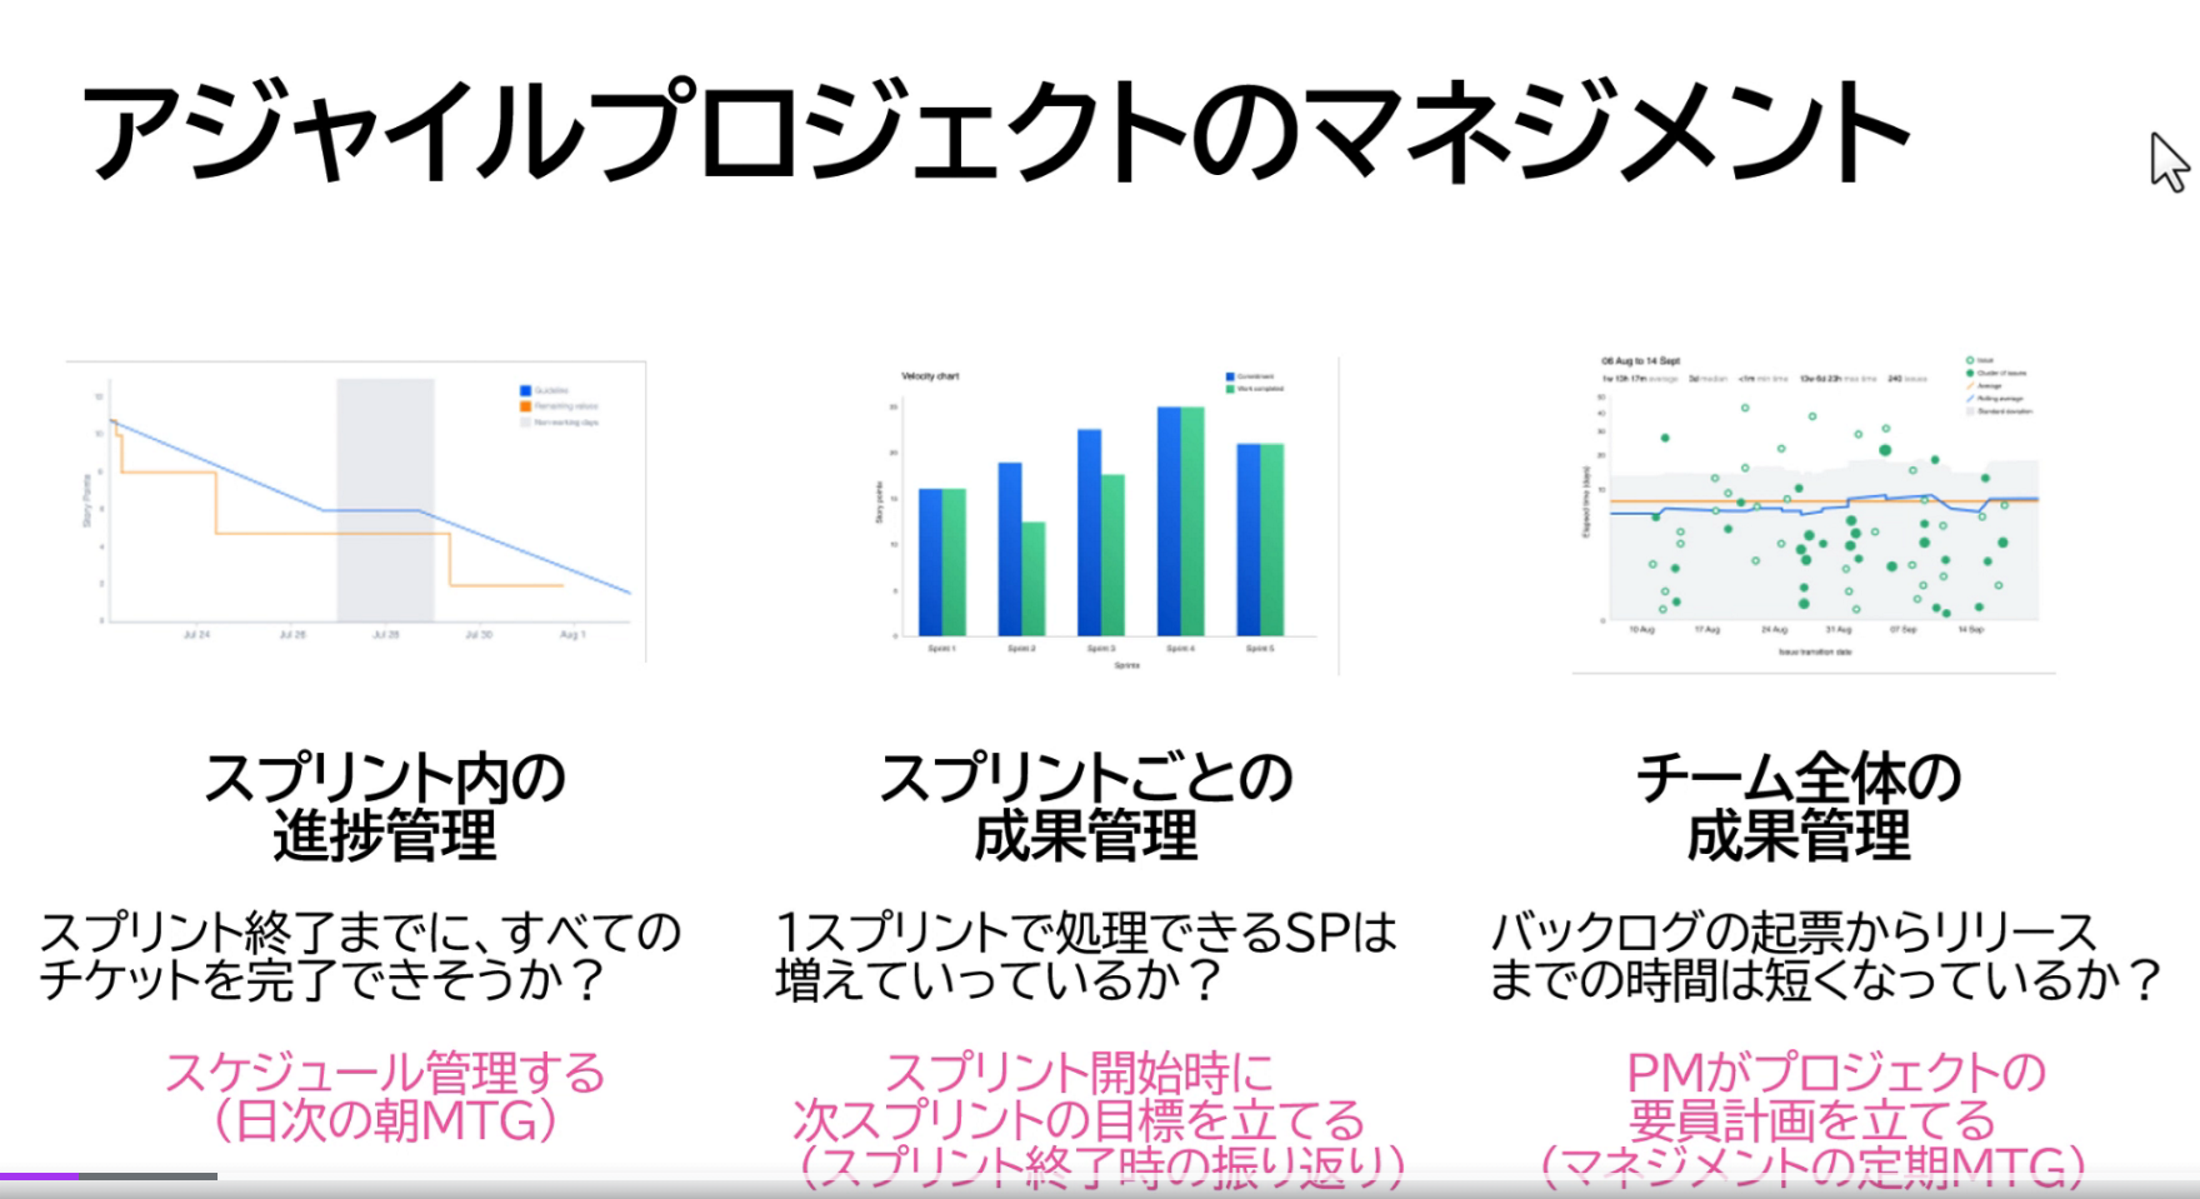 アジャイルプロジェクトのマネジメント
Story Points
Guideline
Remaining values
Non-working days
Jul 24
Jul 26
Jul 28
Jul 30
Aug 1
Velocity chart
Commitment
Work completed
Story points
Sprint 1
Sprint 2
Sprint 3
Sprint 4
Sprint 5
Sprints
06 Aug to 14 Sept
average
3d median
<1m min time
max time
240 issues
Issue
Cluster of issues
Average
Rolling average
Standard deviation
Elapsed time (days)
10 Aug
17 Aug
24 Aug
31 Aug
07 Sep
14 Sep
Issue transition date
スプリント内の
進捗管理
スプリント終了までに、すべての
チケットを完了できそうか？
スケジュール管理する
（日次の朝MTG）
スプリントごとの
成果管理
1スプリントで処理できるSPは
増えていっているか？
スプリント開始時に
次スプリントの目標を立てる
（スプリント終了時の振り返り）
チーム全体の
成果管理
バックログの起票からリリース
までの時間は短くなっているか？
PMがプロジェクトの
要員計画を立てる
（マネジメントの定期MTG）